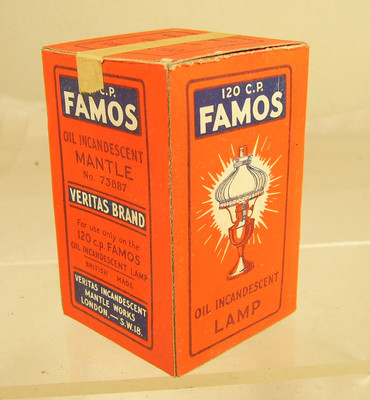 120 C.P.
FAMOS
OIL INCANDESCENT
MANTLE
No. 73887
VERITAS BRAND
For use only on the
120 c.p. FAMOS
OIL INCANDESCENT LAMP
BRITISH MADE
VERITAS INCANDESCENT
MANTLE WORKS
LONDON.—S.W.18.
120 C.P.
FAMOS
OIL INCANDESCENT
LAMP